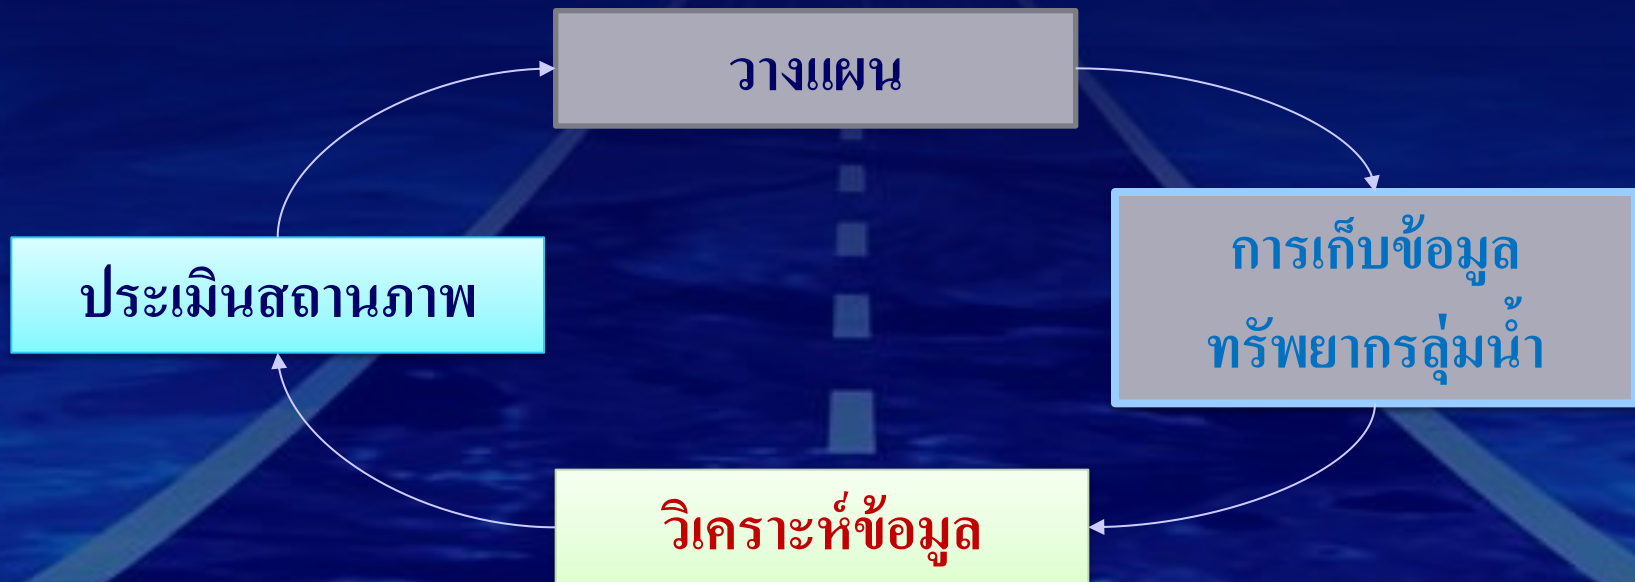 วางแผน
การเก็บข้อมูล
ทรัพยากรลุ่มน้ำ
ประเมินสถานภาพ
วิเคราะห์ข้อมูล